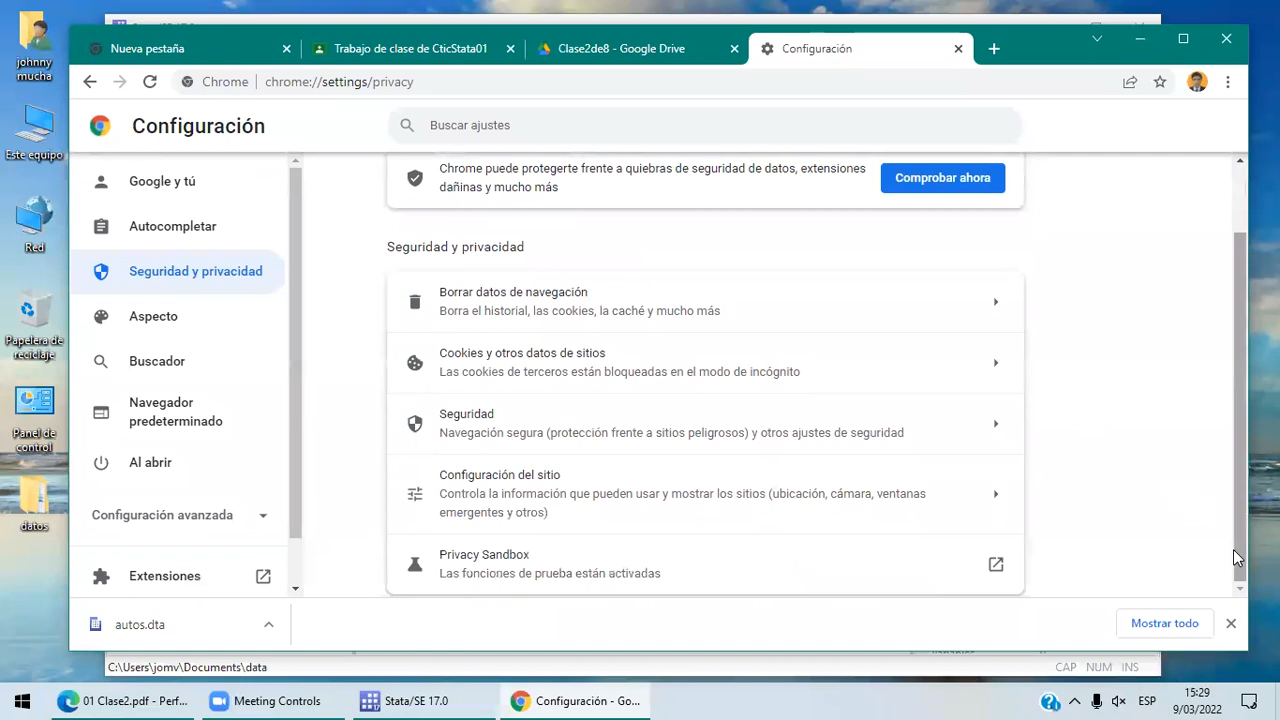 johnny
mucha
Este equipo
Red
Papelera de
reciclaje
Panel de
control
datos
Nueva pestaña
Trabajo de clase de CticStata01
Clase2de8 - Google Drive
Configuración
Chrome
chrome://settings/privacy
Configuración
Buscar ajustes
Google y tú
Autocompletar
Seguridad y privacidad
Aspecto
Buscador
Navegador
predeterminado
Al abrir
Configuración avanzada
Extensiones
Chrome puede protegerte frente a quiebras de seguridad de datos, extensiones
dañinas y mucho más
Comprobar ahora
Seguridad y privacidad
Borrar datos de navegación
Borra el historial, las cookies, la caché y mucho más
Cookies y otros datos de sitios
Las cookies de terceros están bloqueadas en el modo de incógnito
Seguridad
Navegación segura (protección frente a sitios peligrosos) y otros ajustes de seguridad
Configuración del sitio
Controla la información que pueden usar y mostrar los sitios (ubicación, cámara, ventanas
emergentes y otros)
Privacy Sandbox
Las funciones de prueba están activadas
autos.dta
Mostrar todo
C:\Users\jomv\Documents\data
CAP NUM INS
01 Clase2.pdf - Perf...
Meeting Controls
Stata/SE 17.0
Configuración - Go...
ESP
15:29
9/03/2022